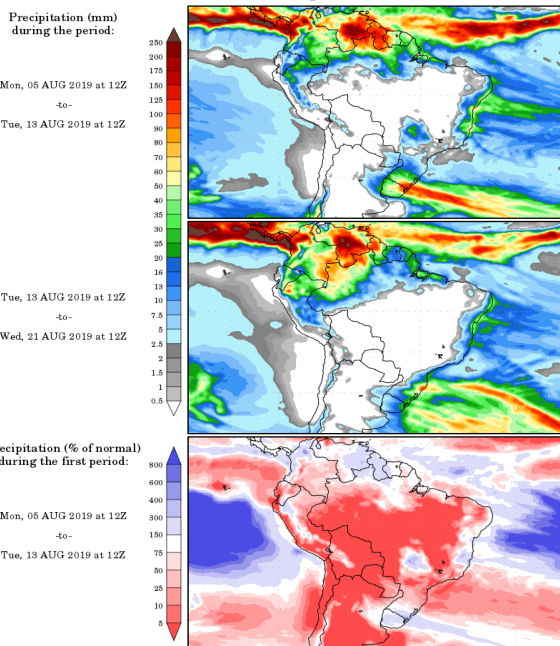 Precipitation (mm)
during the period:
Mon, 05 AUG 2019 at 12Z
-to-
Tue, 13 AUG 2019 at 12Z
250
200
175
150
125
100
90
80
70
60
50
40
35
30
25
20
16
13
10
7.5
5
2.5
2
1.5
1
0.5
Tue, 13 AUG 2019 at 12Z
-to-
Wed, 21 AUG 2019 at 12Z
ecipitation (% of normal)
during the first period:
Mon, 05 AUG 2019 at 12Z
-to-
Tue, 13 AUG 2019 at 12Z
800
600
400
300
150
75
50
25
10
5